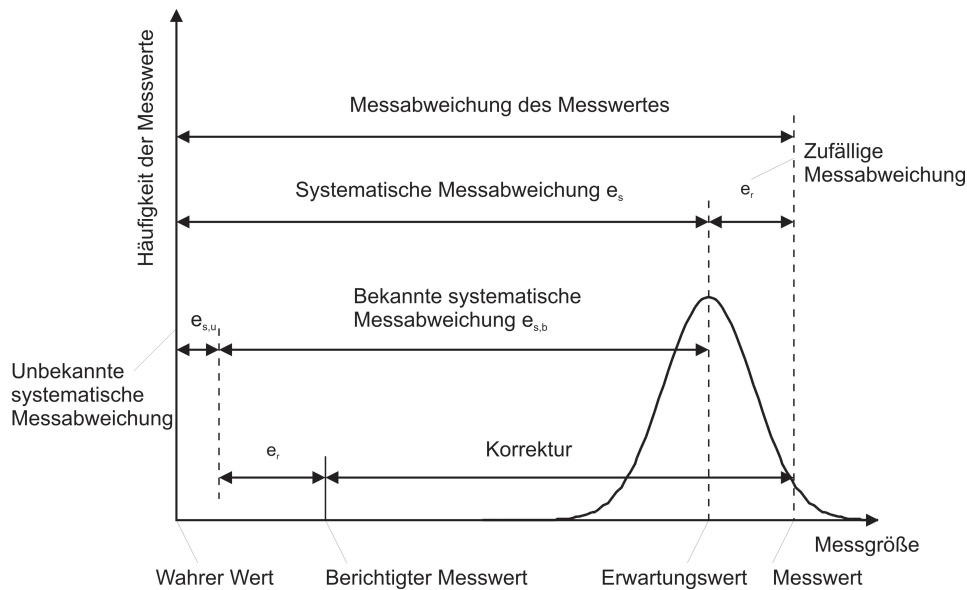 Häufigkeit der Messwerte
Messabweichung des Messwertes
Zufällige
Messabweichung
Systematische Messabweichung es
er
Bekannte systematische
Messabweichung es,b
es,u
Unbekannte
systematische
Messabweichung
er
Korrektur
Messgröße
Wahrer Wert
Berichtigter Messwert
Erwartungswert
Messwert